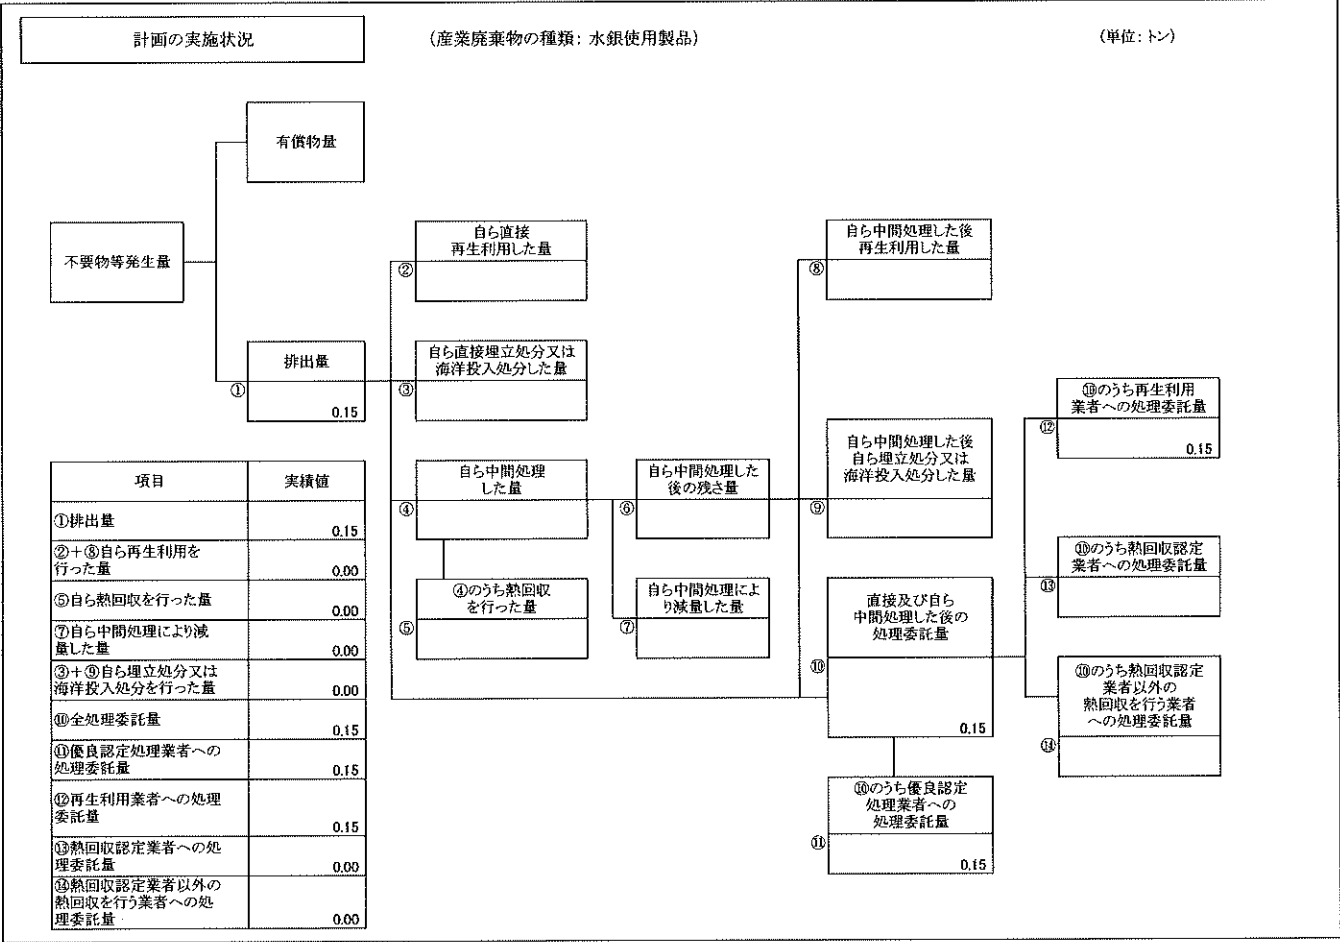 計画の実施状況
(産業廃棄物の種類: 水銀使用製品)
(単位:トン)
有償物量
不要物等発生量
排出量
①
0.15
自ら直接
再生利用した量
②
自ら直接埋立処分又は
海洋投入処分した量
③
自ら中間処理
した量
④
④のうち熱回収
を行った量
⑤
自ら中間処理した
後の残さ量
⑥
自ら中間処理によ
り減量した量
⑦
自ら中間処理した後
再生利用した量
⑧
自ら中間処理した後
自ら埋立処分又は
海洋投入処分した量
⑨
直接及び自ら
中間処理した後の
処理委託量
⑩
0.15
⑩のうち優良認定
処理業者への
処理委託量
⑪
0.15
⑩のうち再生利用
業者への処理委託量
⑫
0.15
⑩のうち熱回収認定
業者への処理委託量
⑬
⑩のうち熱回収認定
業者以外の
熱回収を行う業者
への処理委託量
⑭
項目 実績値
①排出量 0.15
②+⑧自ら再生利用を
行った量 0.00
⑤自ら熱回収を行った量 0.00
⑦自ら中間処理により減
量した量 0.00
③+⑨自ら埋立処分又は
海洋投入処分を行った量 0.00
⑩全処理委託量 0.15
⑪優良認定処理業者への
処理委託量 0.15
⑫再生利用業者への処理
委託量 0.15
⑬熱回収認定業者への処
理委託量 0.00
⑭熱回収認定業者以外の
熱回収を行う業者への処
理委託量 0.00